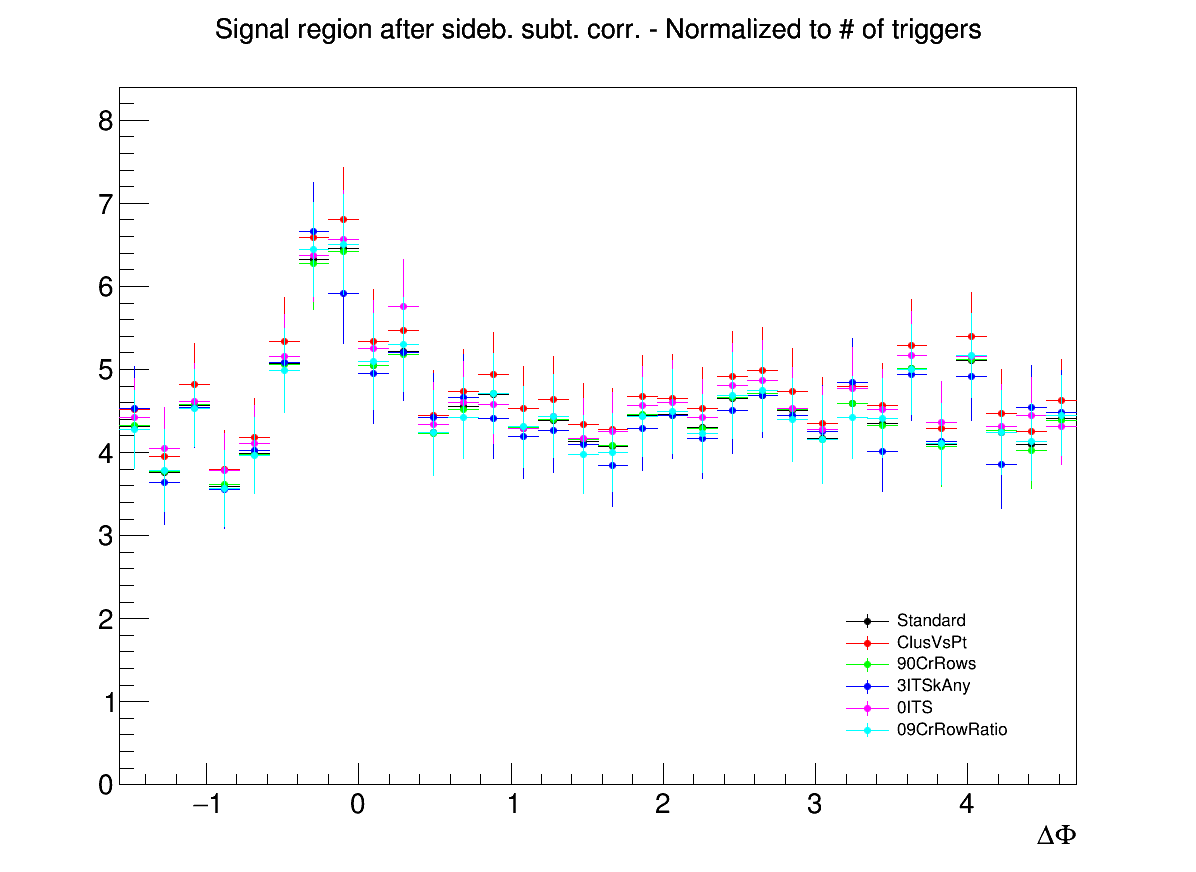 Signal region after sideb. subt. corr. - Normalized to # of triggers
8
7
6
5
4
3
2
1
0
Standard
ClusVsPt
90CrRows
3ITSkAny
0ITS
09CrRowRatio
−1 0 1 2 3 4
ΔΦ